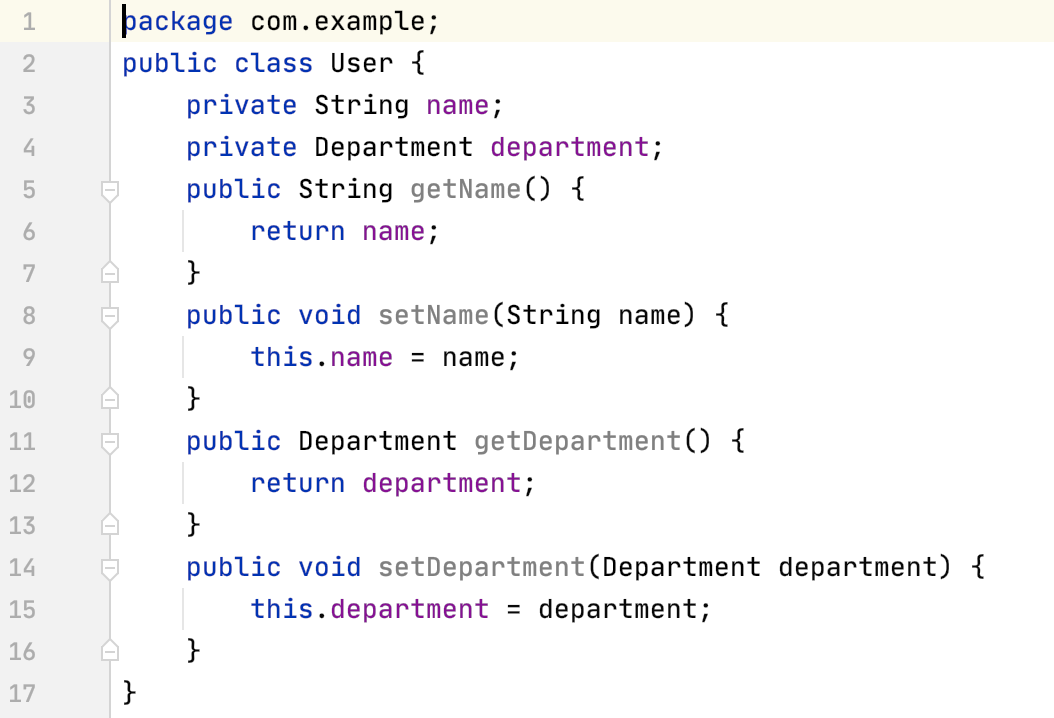 1 package com.example;
2 public class User {
3     private String name;
4     private Department department;
5     public String getName() {
6         return name;
7     }
8     public void setName(String name) {
9         this.name = name;
10     }
11     public Department getDepartment() {
12         return department;
13     }
14     public void setDepartment(Department department) {
15         this.department = department;
16     }
17 }